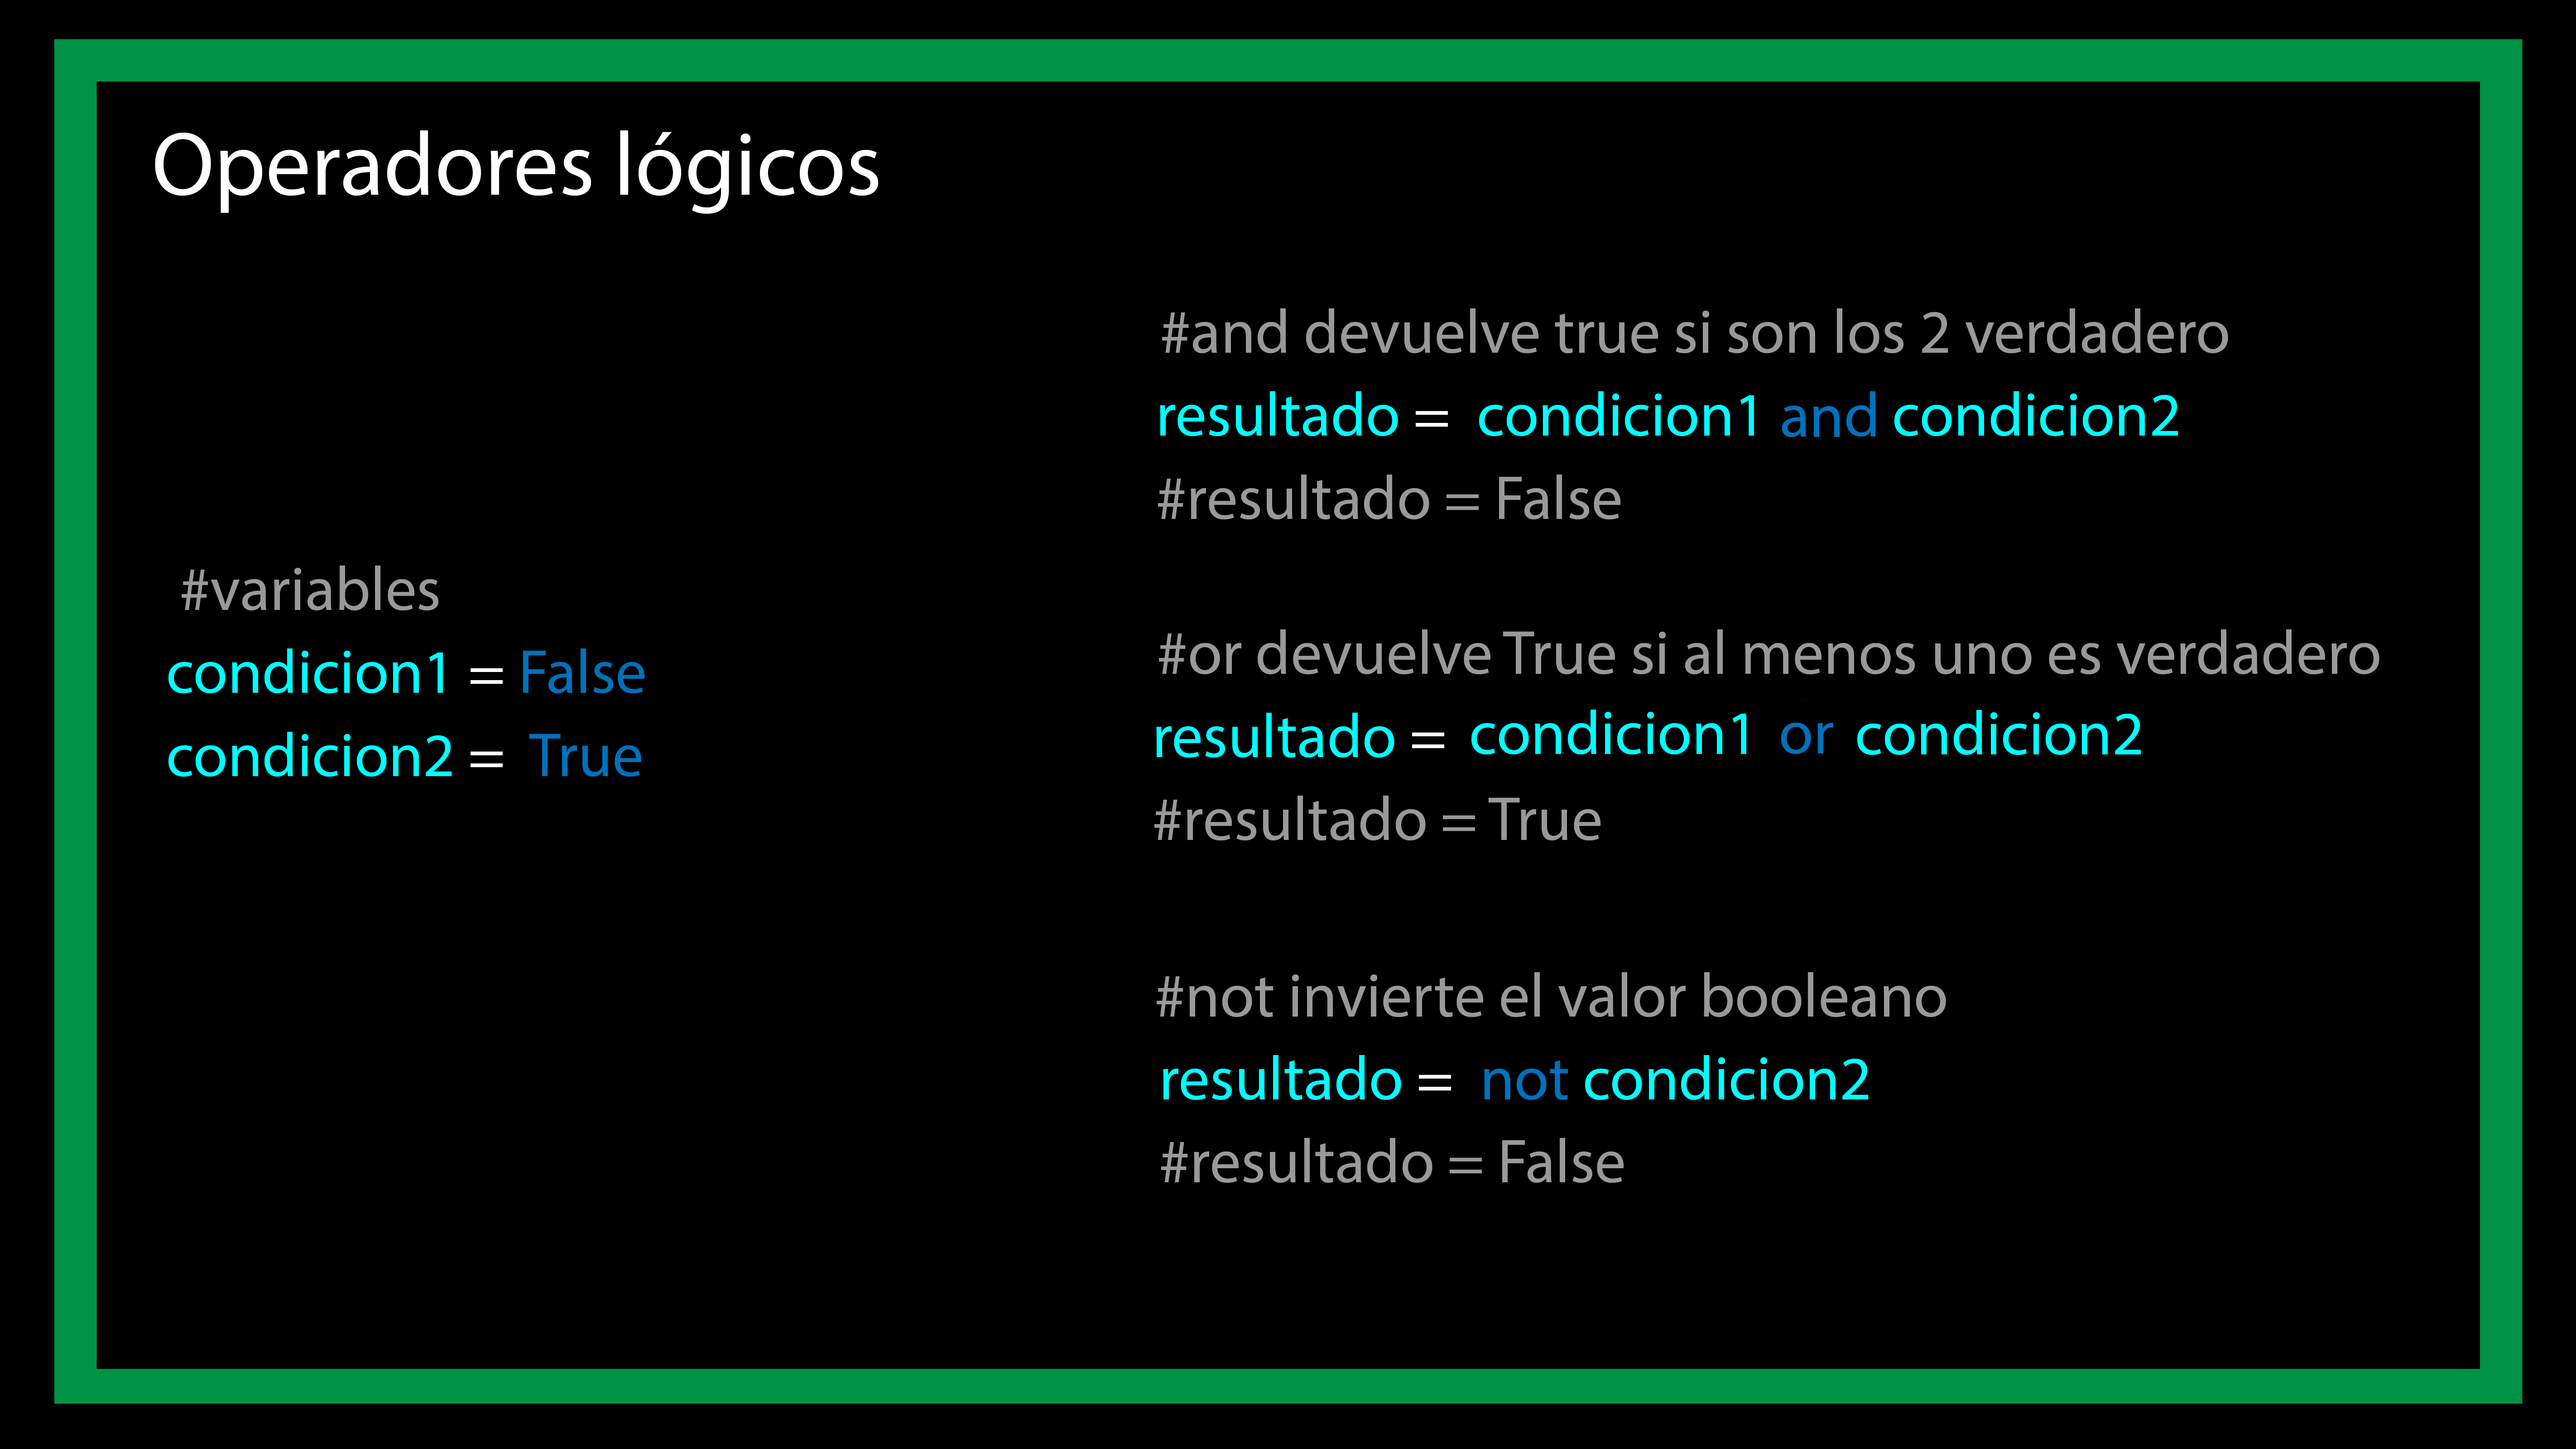 Operadores lógicos
#variables
condicion1 = False
condicion2 = True
#and devuelve true si son los 2 verdadero
resultado = condicion1 and condicion2
#resultado = False
#or devuelve True si al menos uno es verdadero
resultado = condicion1 or condicion2
#resultado = True
#not invierte el valor booleano
resultado = not condicion2
#resultado = False